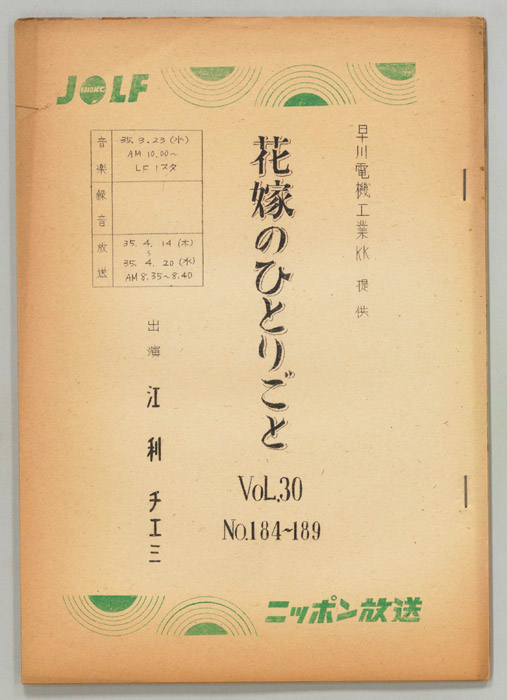 JOLF
早川電機工業KK 提供
花嫁のひとりごと
VOL.30
NO.184~189
音楽
35.3.23(水)
AM 10.00~
LF 1スタ
録音
放送
35.4.14(木)
~
35.4.20(水)
AM 8.35~8.40
出演 江利チエミ
ニッポン放送